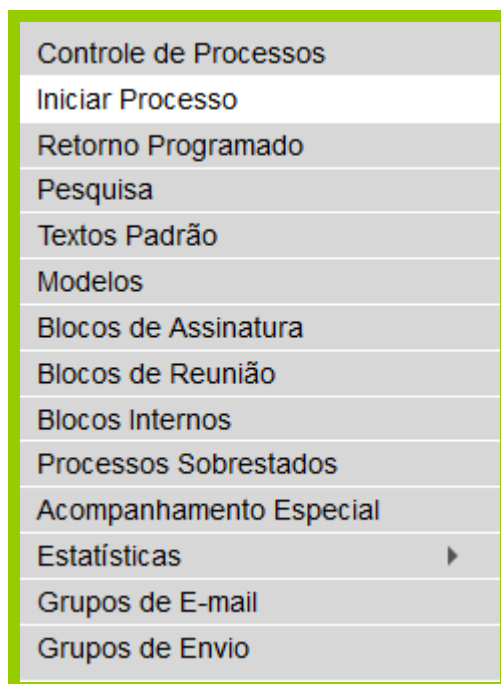 Controle de Processos
Iniciar Processo
Retorno Programado
Pesquisa
Textos Padrão
Modelos
Blocos de Assinatura
Blocos de Reunião
Blocos Internos
Processos Sobrestados
Acompanhamento Especial
Estatísticas
Grupos de E-mail
Grupos de Envio